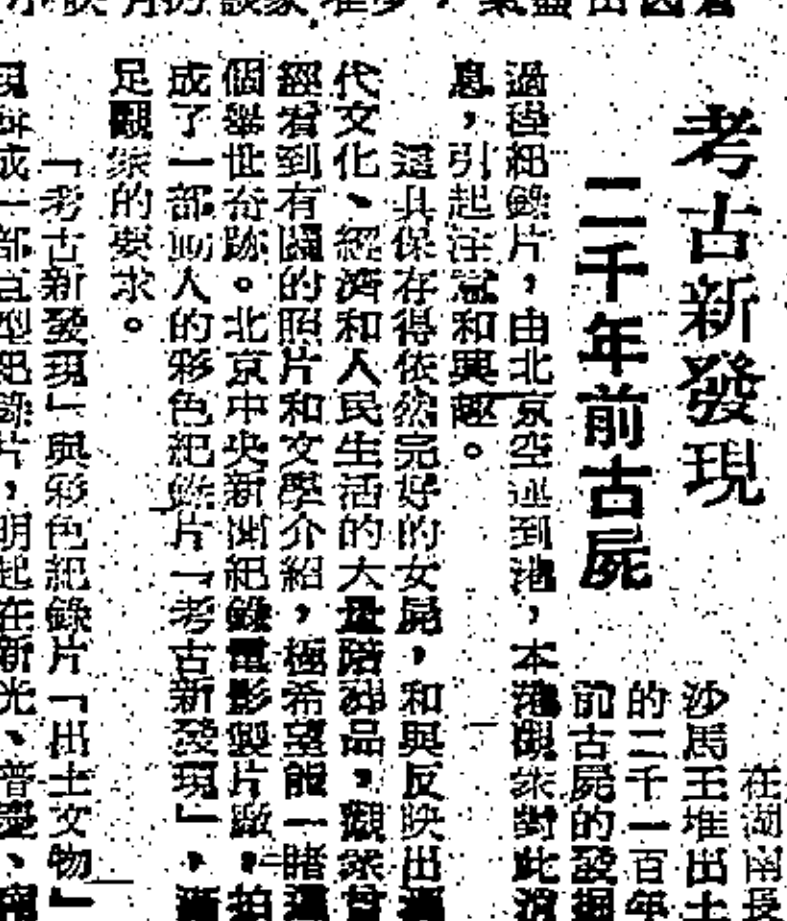 考古新發現
二千年前古屍
在湖南長
沙馬王堆出土
的二千一百年
前古屍的發掘
過程紀錄片，由北京空運到港，本港觀衆對此消
息，引起注意和興趣。
這具保存得依然完好的女屍，和與反映出這
代文化、經濟和人民生活的大量陪葬品，觀衆曾
經看到有關的照片和文學介紹，極希望能一睹這
個舉世奇跡。北京中央新聞紀錄電影製片廠，拍
成了一部動人的彩色紀錄片「考古新發現」，滿
足觀衆的要求。
「考古新發現」與彩色紀錄片「出土文物」
成一部 型紀錄片，明起在新光、普慶、